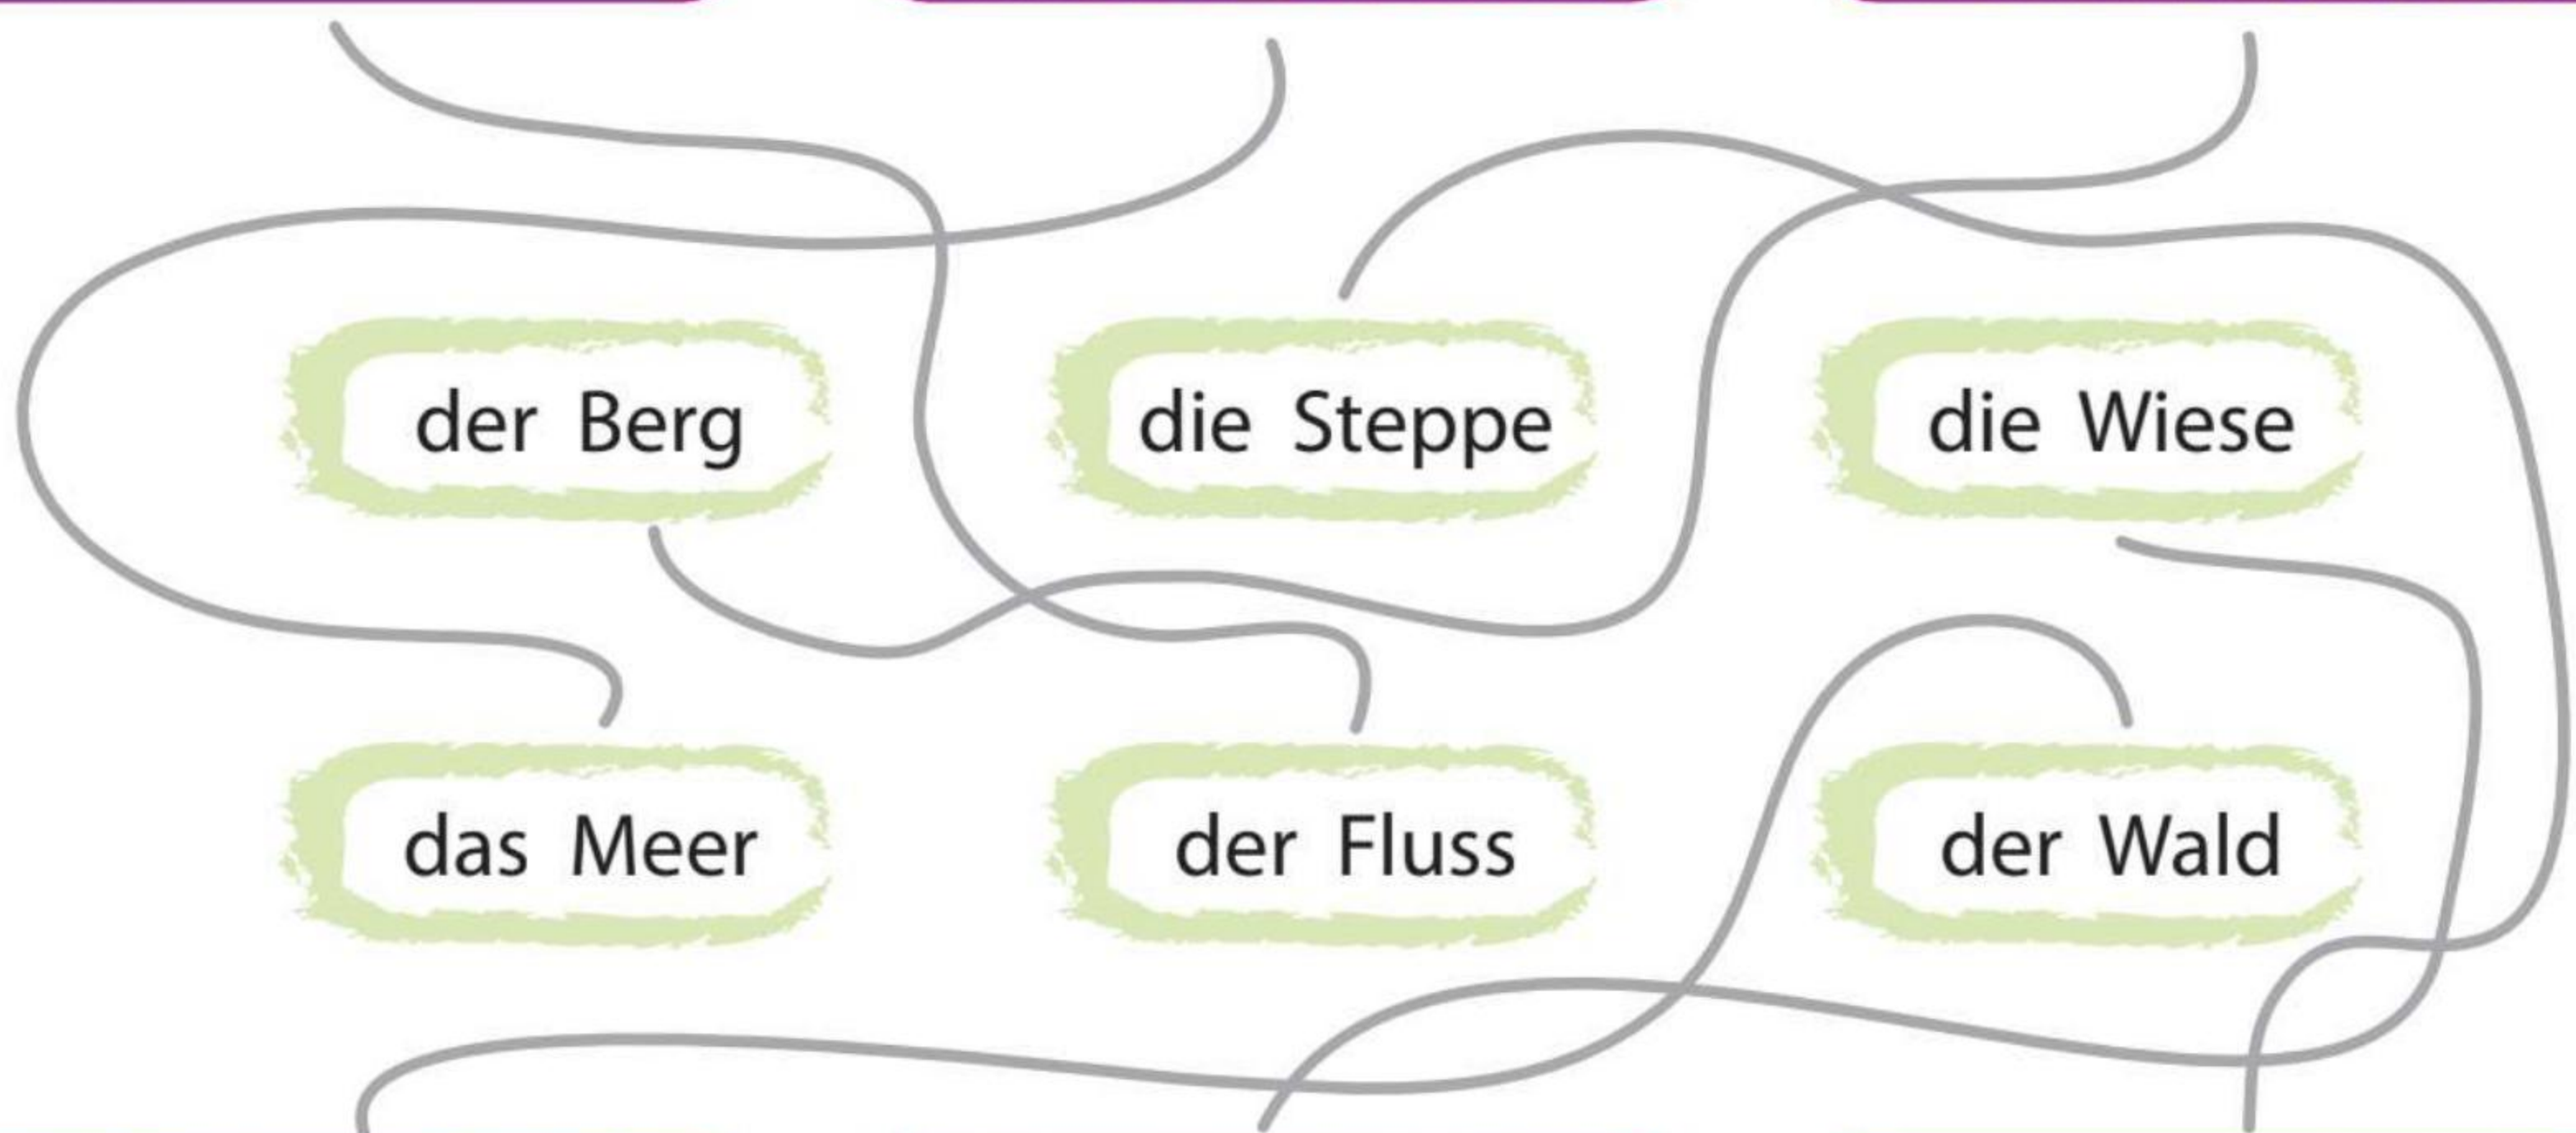 der Berg
die Steppe
die Wiese
das Meer
der Fluss
der Wald